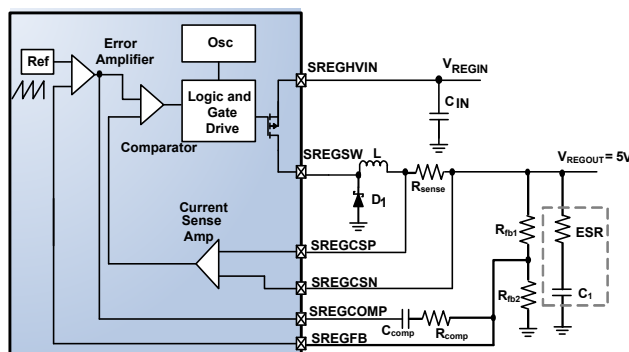 Osc
Error
Amplifier
Ref
Logic and
Gate
Drive
Comparator
Current
Sense
Amp
SREGHVIN
VREGIN
CIN
SREGSW
L
Rsense
VREGOUT = 5V
D1
SREGCSP
SREGCSN
Rfb1
ESR
Rfb2
C1
SREGCOMP
Ccomp
Rcomp
SREGFB